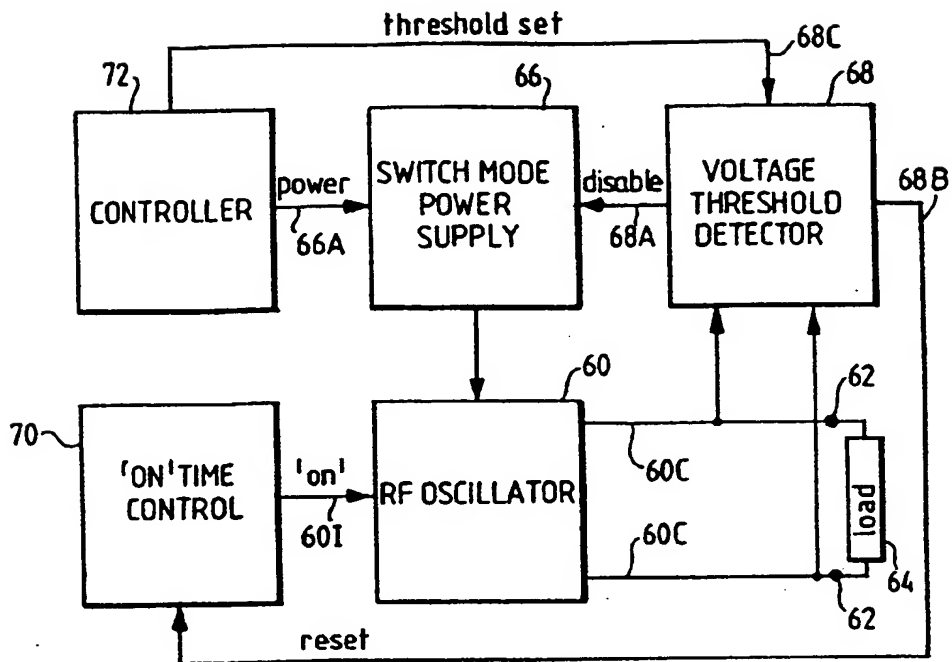 threshold set
68C
72
66
68
CONTROLLER
power
66A
SWITCH MODE
POWER
SUPPLY
disable
68A
VOLTAGE
THRESHOLD
DETECTOR
68B
60
62
70
'ON' TIME
CONTROL
'on'
60I
RF OSCILLATOR
60C
60C
load
64
62
reset